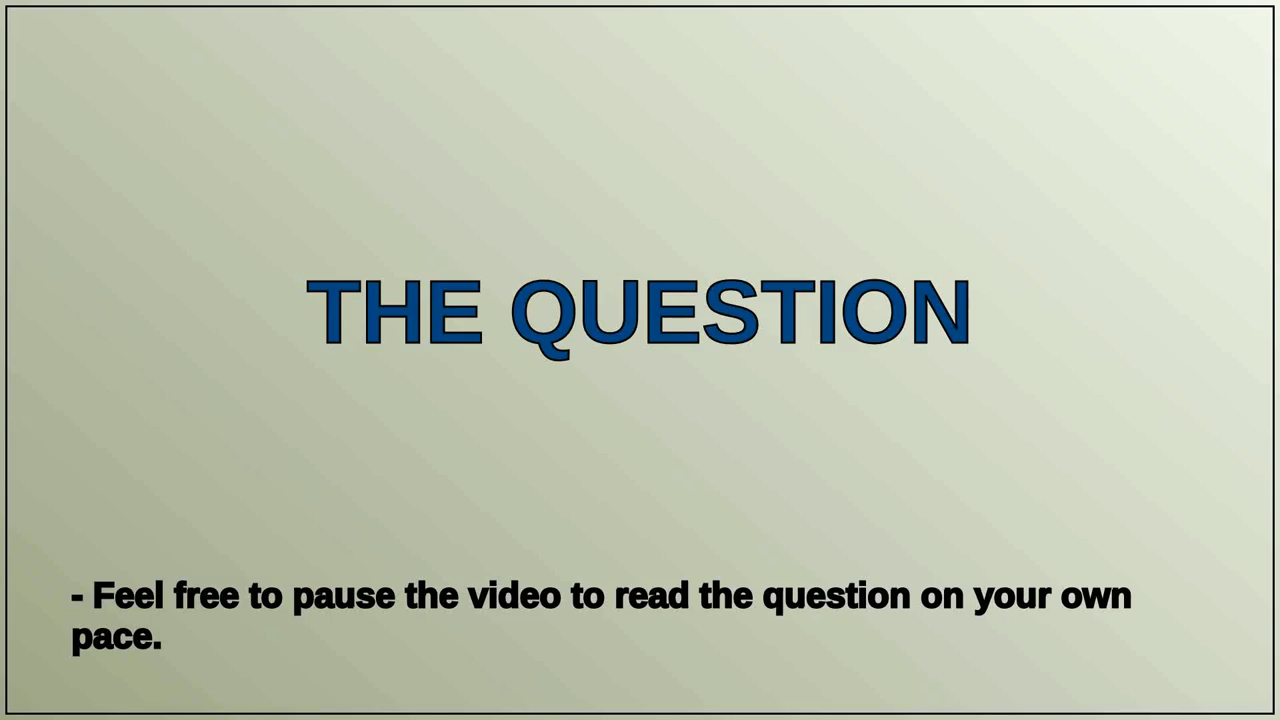 THE QUESTION
- Feel free to pause the video to read the question on your own
pace.